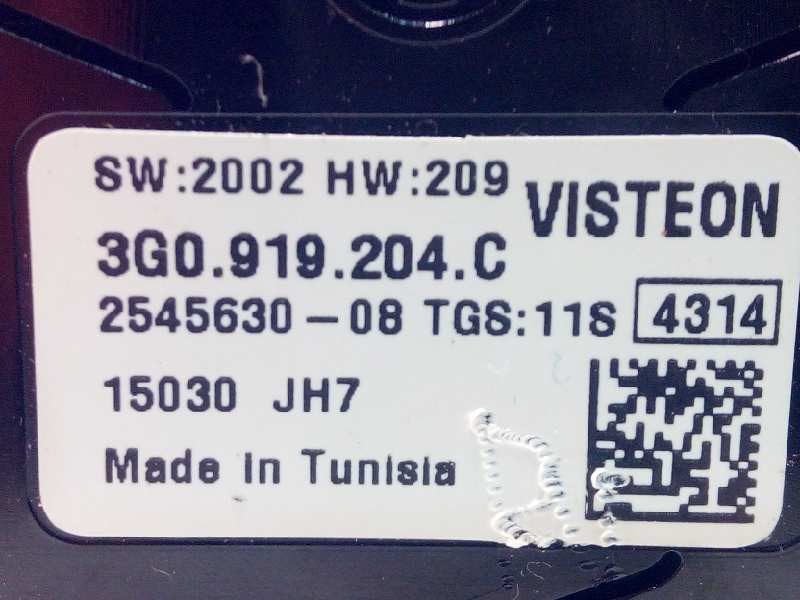 SW:2002 HW:209
VISTEON
3G0.919.204.C
2545630-08 TGS:11S 4314
15030 JH7
Made in Tunisia